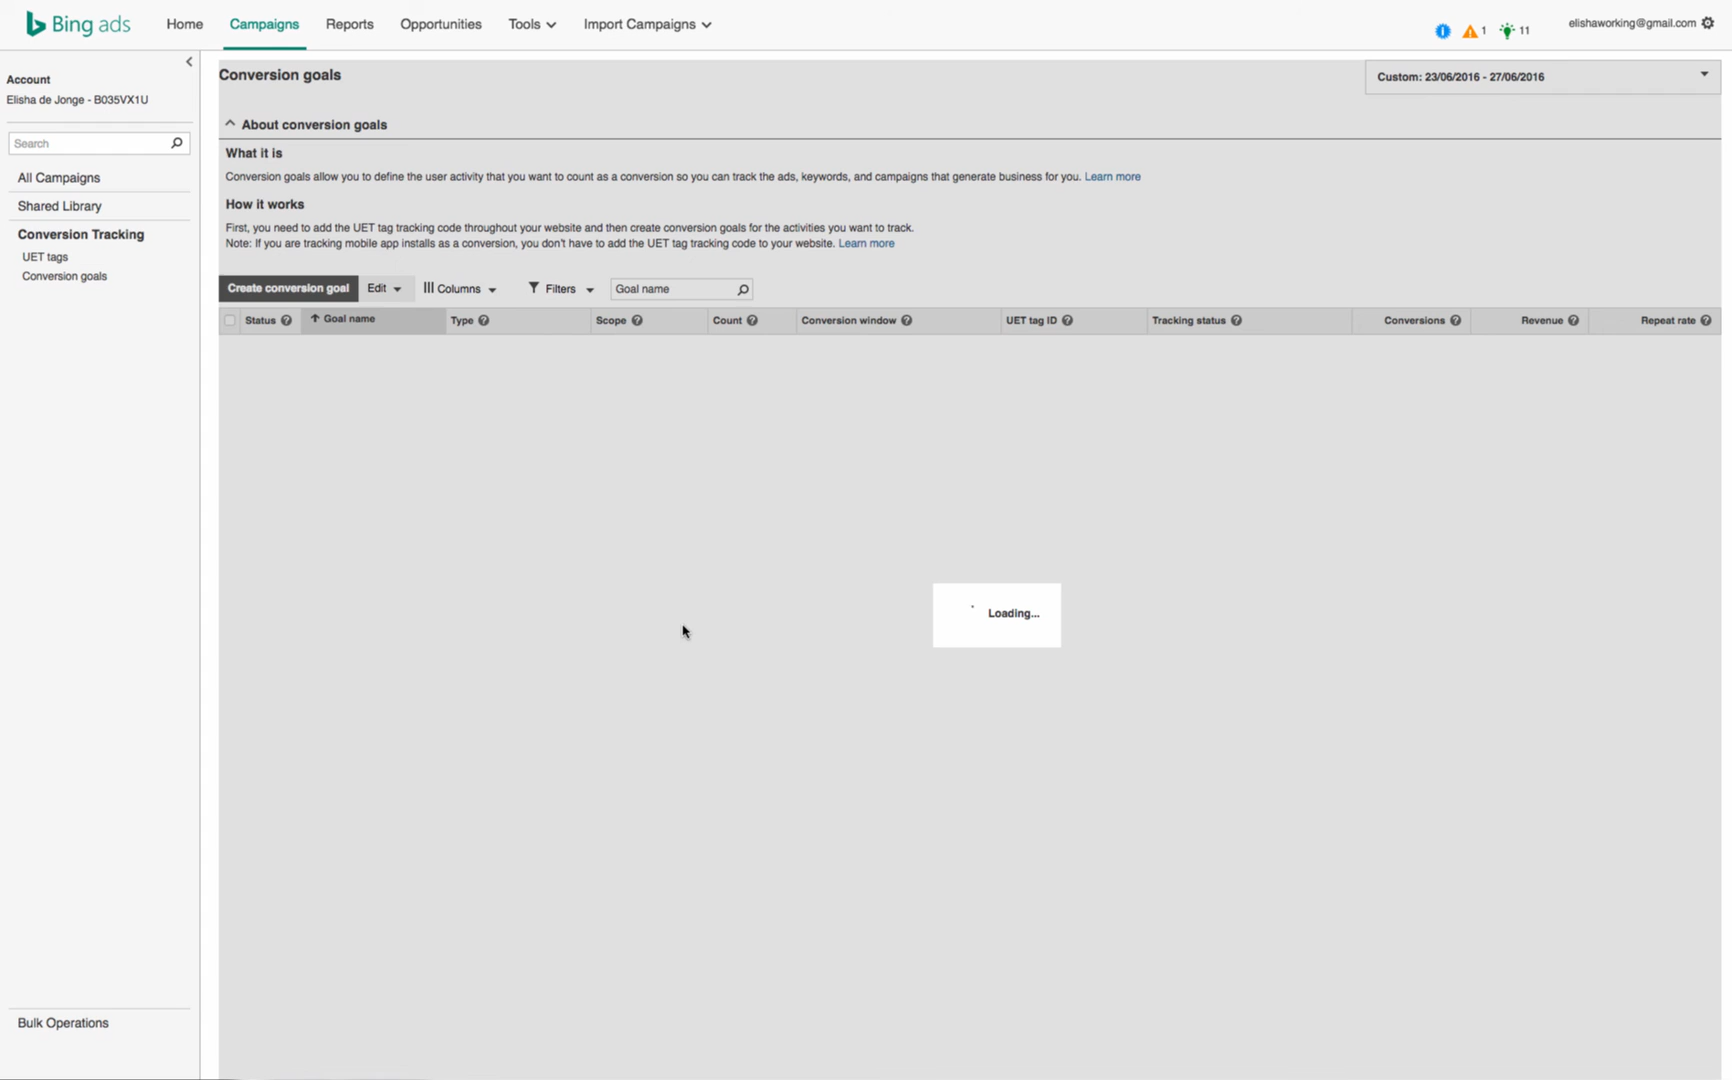 Bing ads
Home
Campaigns
Reports
Opportunities
Tools
Import Campaigns
1
11
elishaworking@gmail.com
Account
Elisha de Jonge - B035VX1U
Search
All Campaigns
Shared Library
Conversion Tracking
UET tags
Conversion goals
Bulk Operations
Conversion goals
Custom: 23/06/2016 - 27/06/2016
About conversion goals
What it is
Conversion goals allow you to define the user activity that you want to count as a conversion so you can track the ads, keywords, and campaigns that generate business for you. Learn more
How it works
First, you need to add the UET tag tracking code throughout your website and then create conversion goals for the activities you want to track.
Note: If you are tracking mobile app installs as a conversion, you don't have to add the UET tag tracking code to your website. Learn more
Create conversion goal
Edit
Columns
Filters
Goal name
Status
Goal name
Type
Scope
Count
Conversion window
UET tag ID
Tracking status
Conversions
Revenue
Repeat rate
Loading...